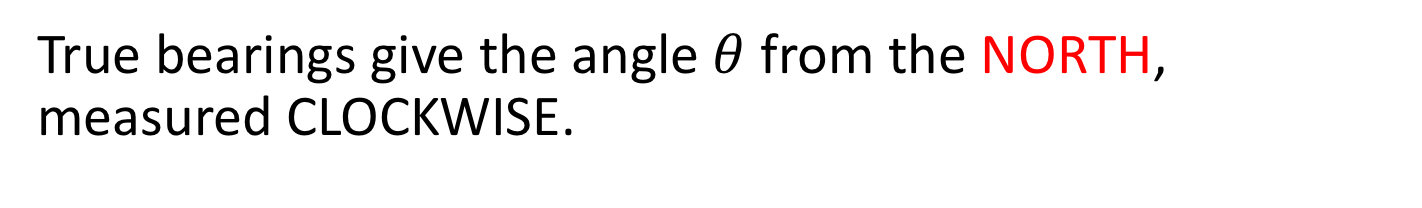 True bearings give the angle θ from the NORTH,
measured CLOCKWISE.